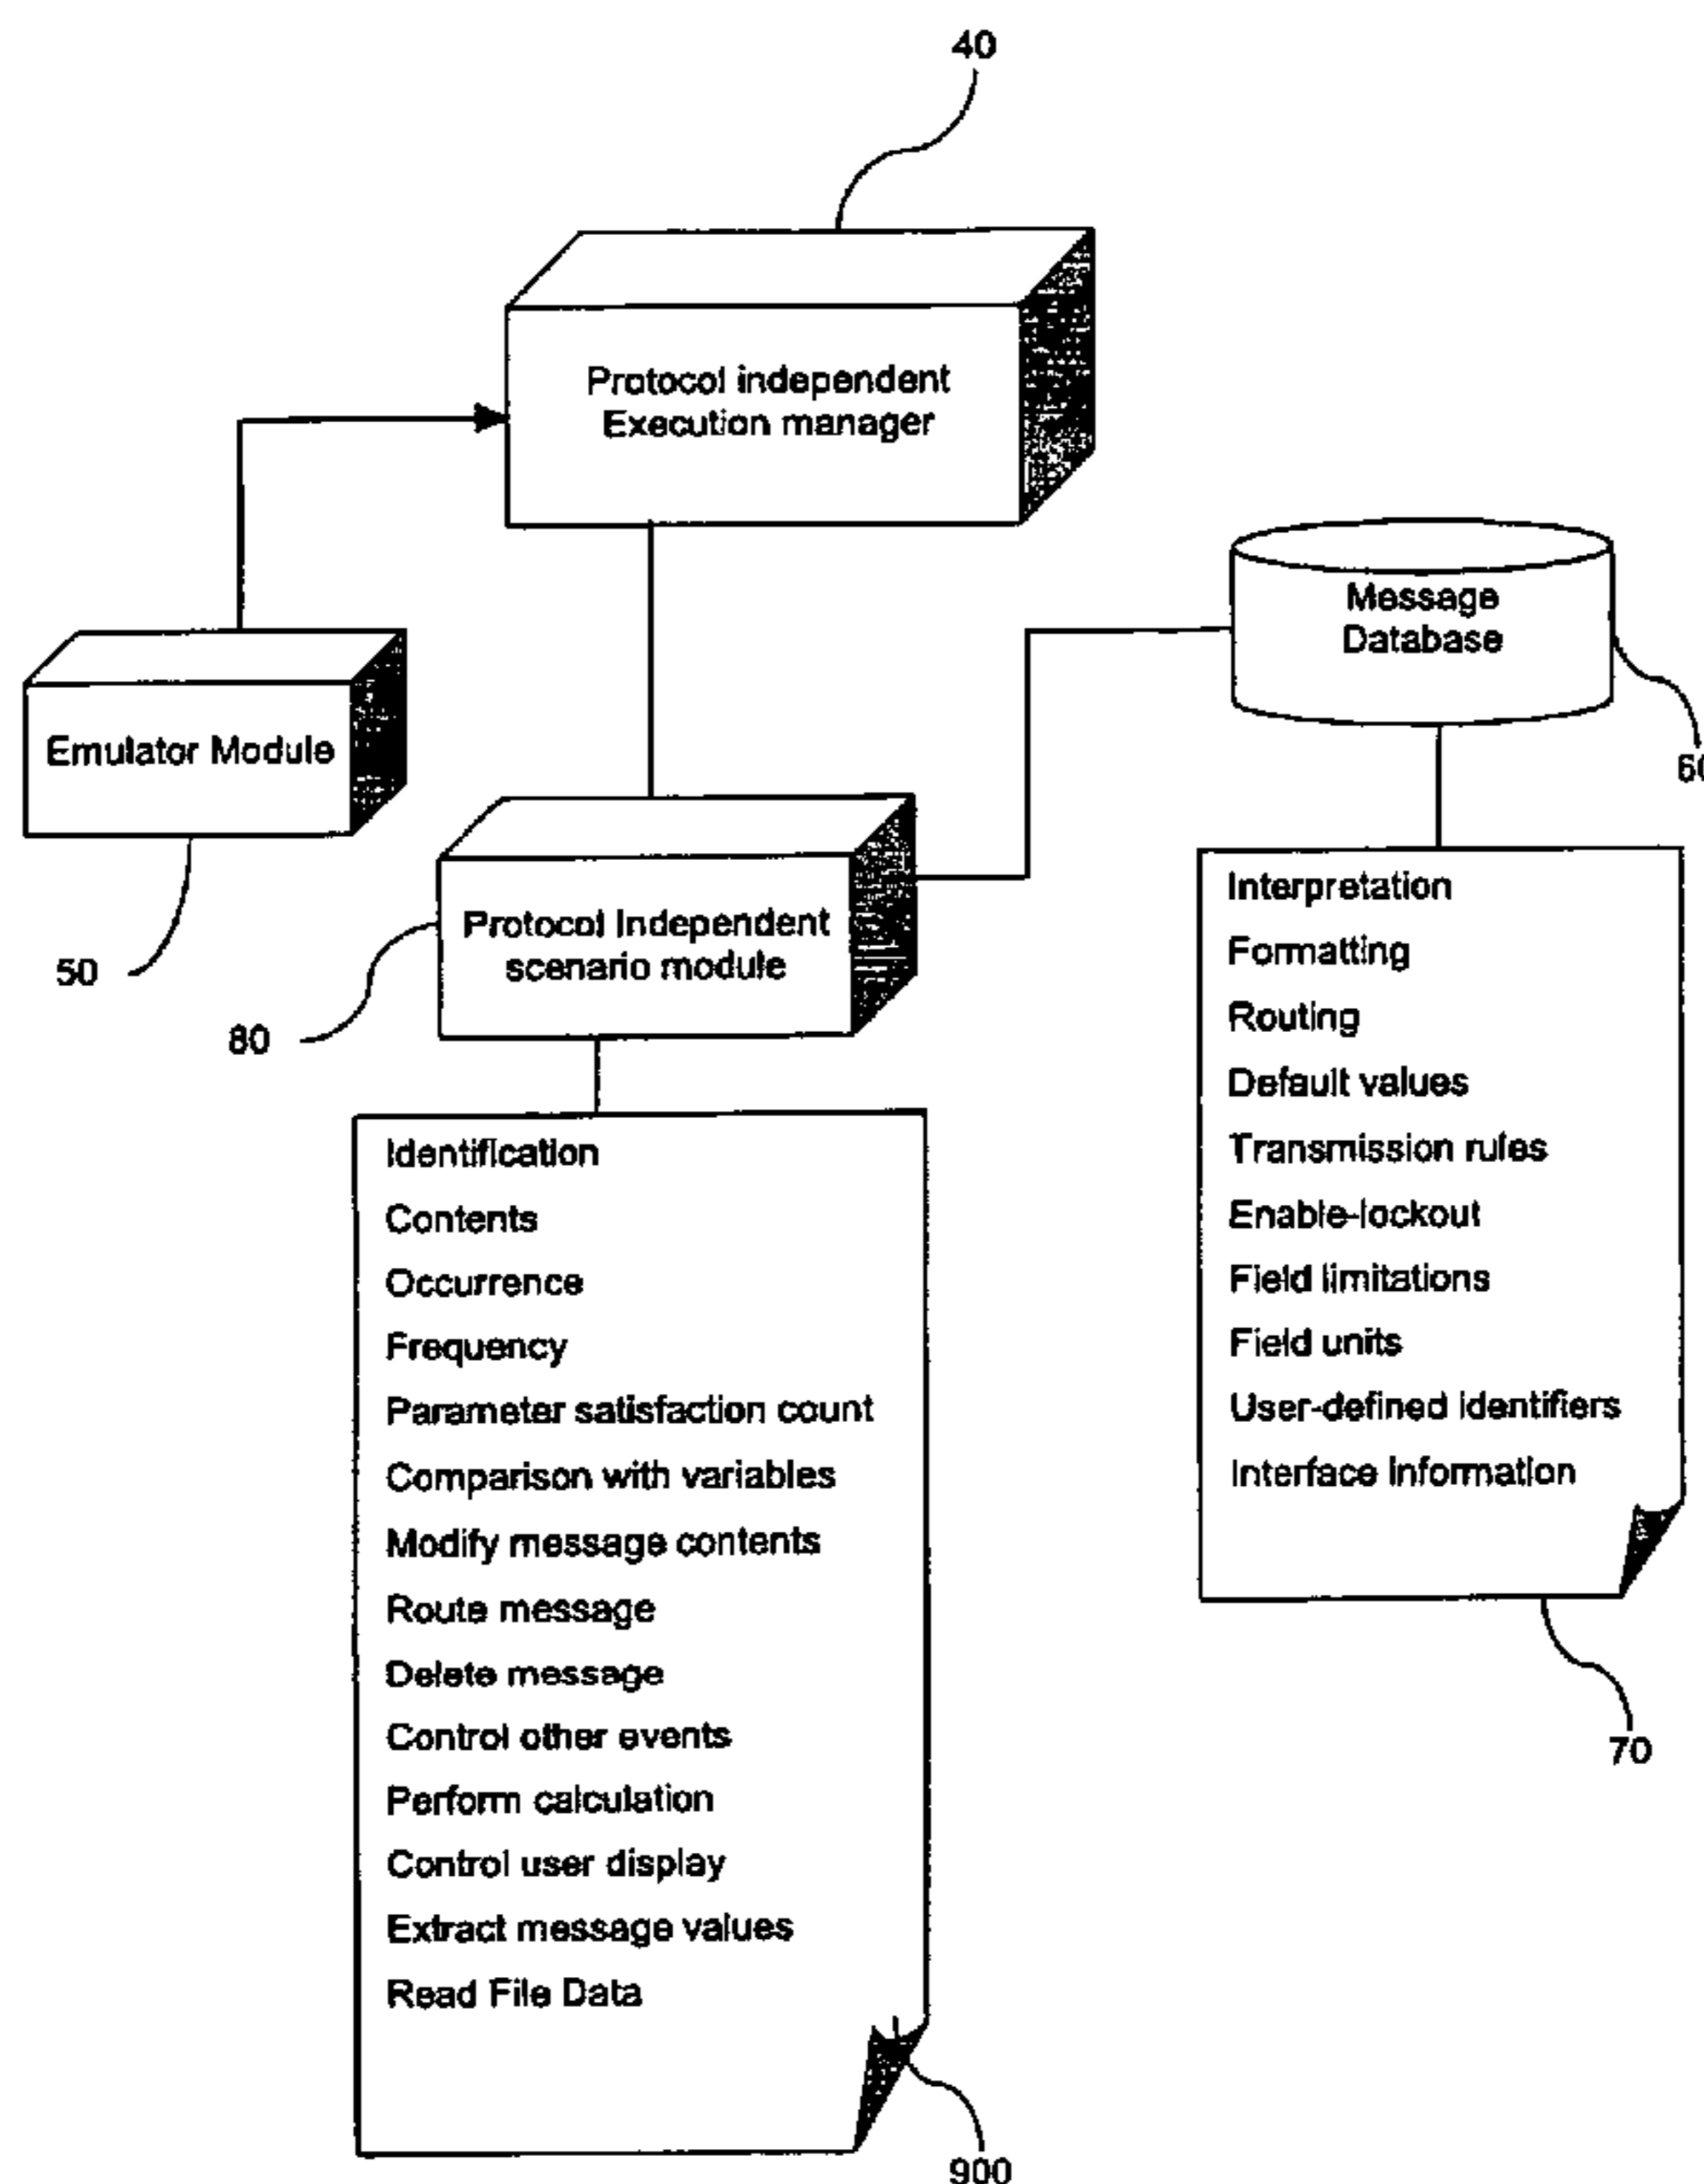 40
Protocol independent
Execution manager
Message
Database
60
Emulator Module
50
Protocol Independent
scenario module
80
Interpretation
Formatting
Routing
Default values
Transmission rules
Enable-lockout
Field limitations
Field units
User-defined identifiers
Interface information
70
Identification
Contents
Occurrence
Frequency
Parameter satisfaction count
Comparison with variables
Modify message contents
Route message
Delete message
Control other events
Perform calculation
Control user display
Extract message values
Read File Data
900